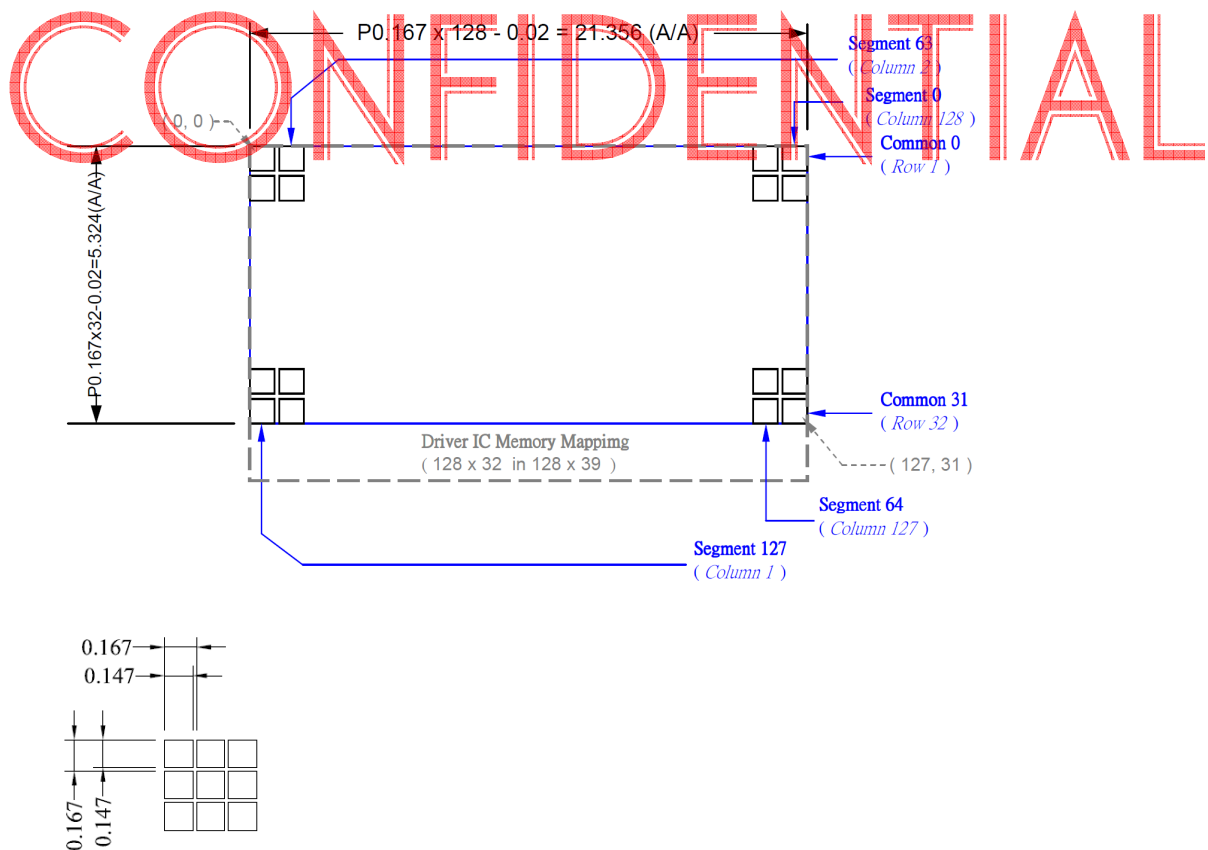 CONFIDENTIAL
P0.167 x 128 - 0.02 = 21.356 (A/A)
Segment 63
( Column 2 )
Segment 0
( Column 128 )
( 0, 0 )
Common 0
( Row 1 )
P0.167x32-0.02=5.324(A/A)
Common 31
( Row 32 )
Driver IC Memory Mappimg
( 128 x 32 in 128 x 39 )
( 127, 31 )
Segment 64
( Column 127 )
Segment 127
( Column 1 )
0.167
0.147
0.167
0.147